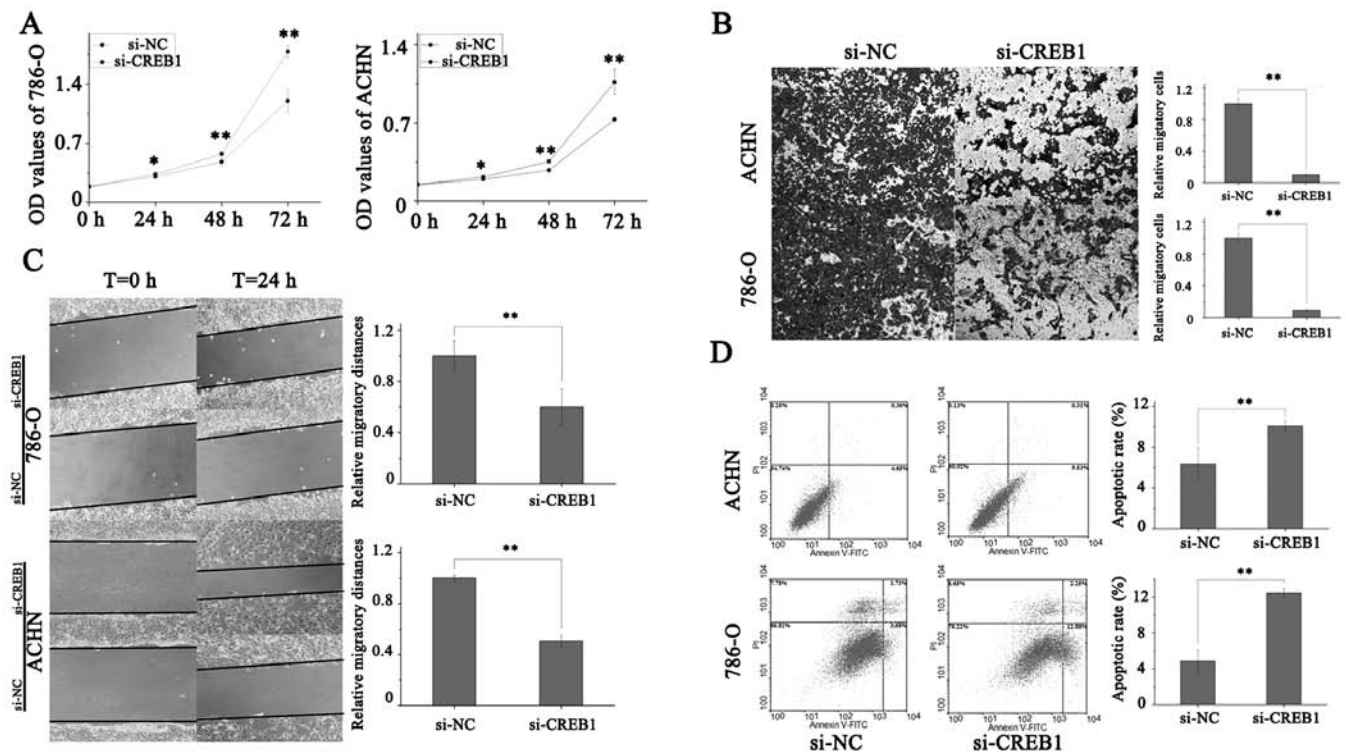 A
si-NC
si-CREB1
**
**
*
OD values of 786-O
1.4
0.7
0
0 h
24 h
48 h
72 h
si-NC
si-CREB1
**
**
*
OD values of ACHN
1.4
0.7
0
0 h
24 h
48 h
72 h
B
si-NC
si-CREB1
ACHN
786-O
**
Relative migtatory cells
1.2
0.8
0.4
0
si-NC
si-CREB1
**
Relative migtatory cells
1.2
0.8
0.4
0
si-NC
si-CREB1
C
T=0 h
T=24 h
si-CREB1
si-NC
786-O
si-CREB1
si-NC
ACHN
**
Relative migratory distances
1.2
0.8
0.4
0
si-NC
si-CREB1
**
Relative migratory distances
1.2
0.8
0.4
0
si-NC
si-CREB1
D
ACHN
PI
Annexin V-FITC
PI
Annexin V-FITC
**
Apoptotic rate (%)
12
8
4
0
si-NC
si-CREB1
786-O
PI
Annexin V-FITC
PI
Annexin V-FITC
si-NC
si-CREB1
**
Apoptotic rate (%)
12
8
4
0
si-NC
si-CREB1